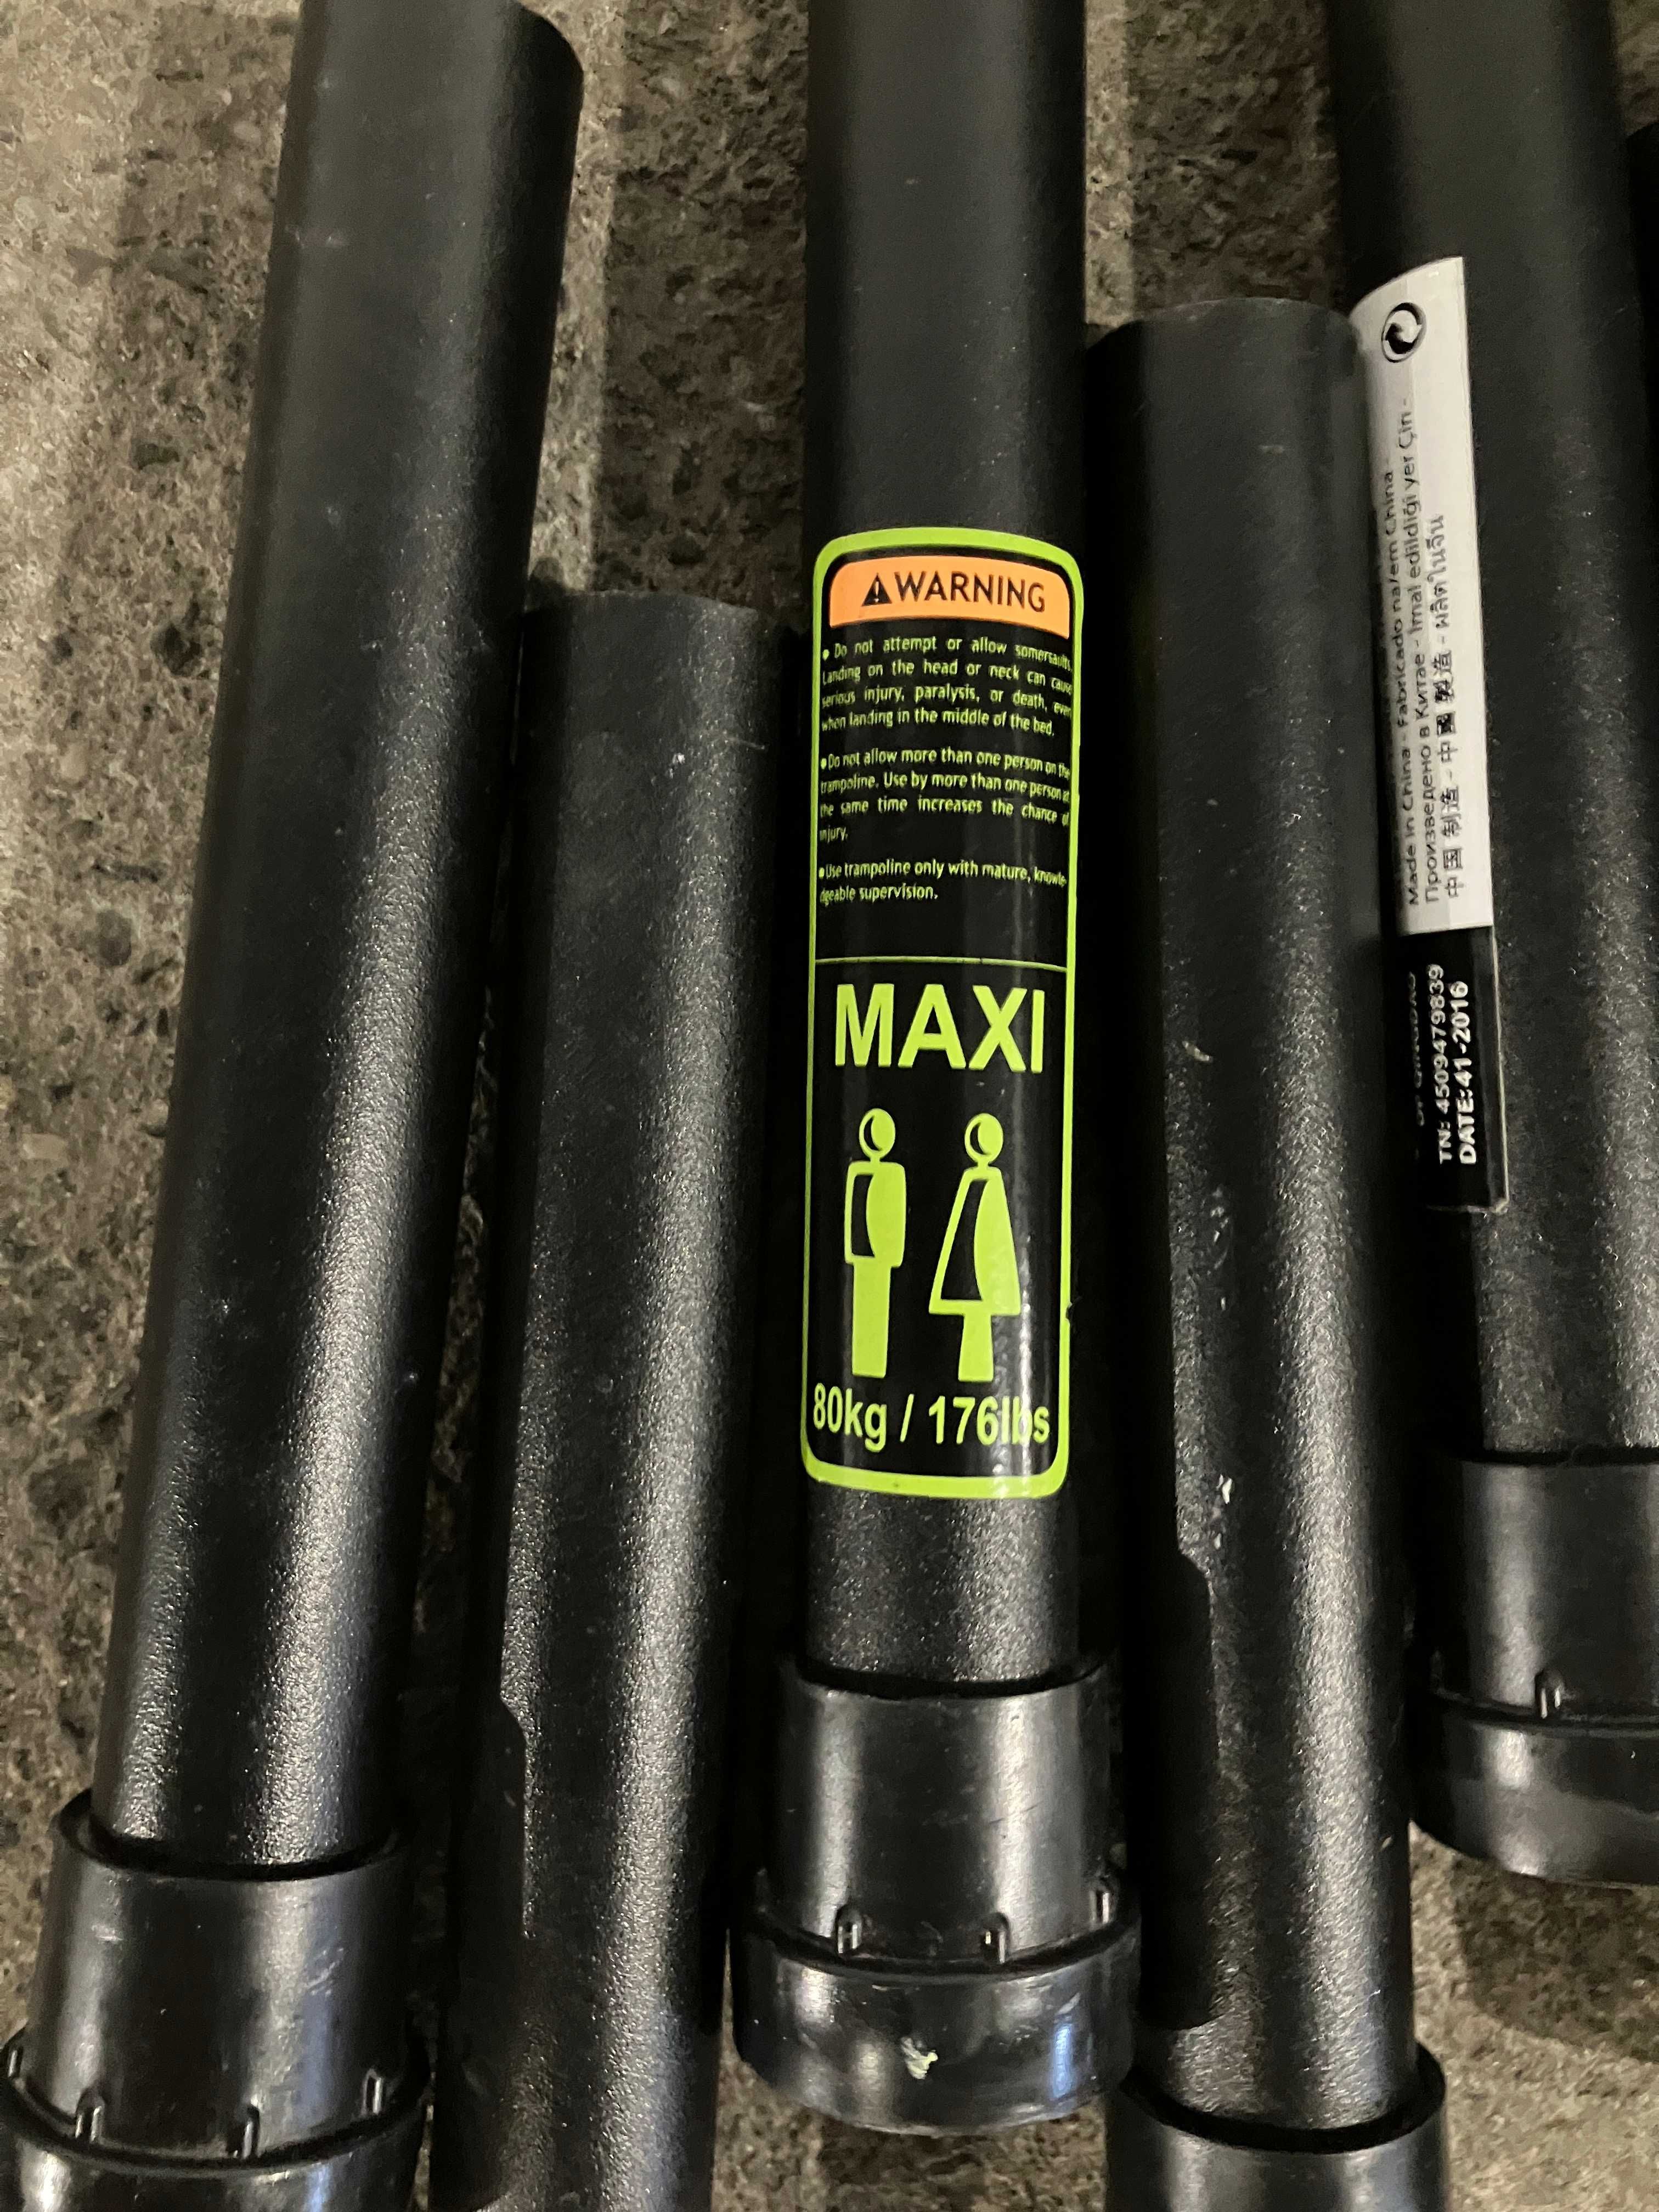 WARNING
● Do not attempt or allow somersaults.
Landing on the head or neck can cause
serious injury, paralysis, or death, even
when landing in the middle of the bed.
●Do not allow more than one person on the
trampoline. Use by more than one person at
the same time increases the chance of
injury.
●Use trampoline only with mature, knowle-
dgeable supervision.
MAXI
80kg / 176lbs
Made in China - Fabricado na/em China -
Произведено в Китае - İmal edildiği yer Çin -
中国 制造 - 中國 製造 - ผลิตในจีน
TN: 4509479839
DATE:41-2016